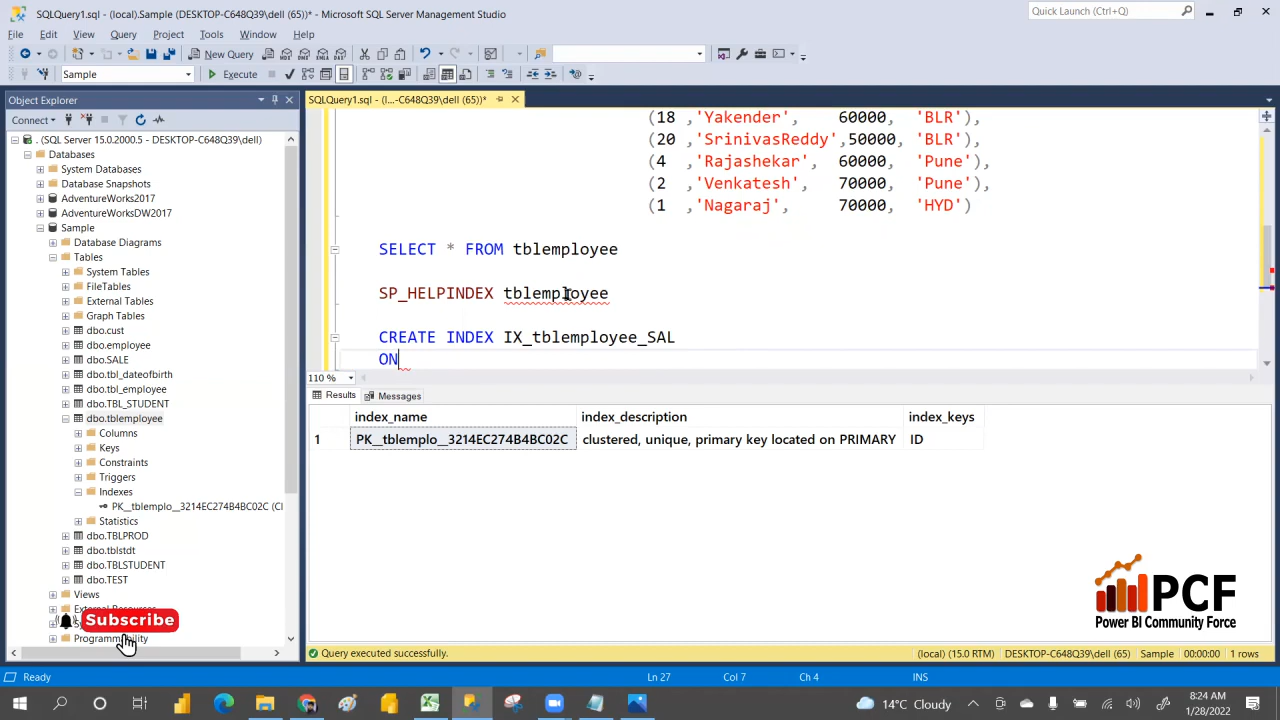 SQLQuery1.sql - (local).Sample (DESKTOP-C648Q39\dell (65))* - Microsoft SQL Server Management Studio
Quick Launch (Ctrl+Q)
File Edit View Query Project Tools Window Help
New Query
MDX DMX XMLA DAX
Sample Execute
Object Explorer
SQLQuery1.sql - (l...-C648Q39\dell (65))*
Connect
. (SQL Server 15.0.2000.5 - DESKTOP-C648Q39\dell)
Databases
System Databases
Database Snapshots
AdventureWorks2017
AdventureWorksDW2017
Sample
Database Diagrams
Tables
System Tables
FileTables
External Tables
Graph Tables
dbo.cust
dbo.employee
dbo.SALE
dbo.tbl_dateofbirth
dbo.tbl_employee
dbo.TBL_STUDENT
dbo.tblemployee
Columns
Keys
Constraints
Triggers
Indexes
PK__tblemplo__3214EC274B4BC02C (Cl
Statistics
dbo.TBLPROD
dbo.tblstdt
dbo.TBLSTUDENT
dbo.TEST
Views
External Resources
Subscribe
Programmability
(18 ,'Yakender', 60000, 'BLR'),
(20 ,'SrinivasReddy',50000, 'BLR'),
(4 ,'Rajashekar', 60000, 'Pune'),
(2 ,'Venkatesh', 70000, 'Pune'),
(1 ,'Nagaraj', 70000, 'HYD')
SELECT * FROM tblemployee
SP_HELPINDEX tblemployee
CREATE INDEX IX_tblemployee_SAL
ON
110 %
Results Messages
index_name index_description index_keys
1 PK__tblemplo__3214EC274B4BC02C clustered, unique, primary key located on PRIMARY ID
PCF
Power BI Community Force
Query executed successfully. (local) (15.0 RTM) DESKTOP-C648Q39\dell (65) Sample 00:00:00 1 rows
Ready Ln 27 Col 7 Ch 4 INS
14°C Cloudy
8:24 AM
1/28/2022